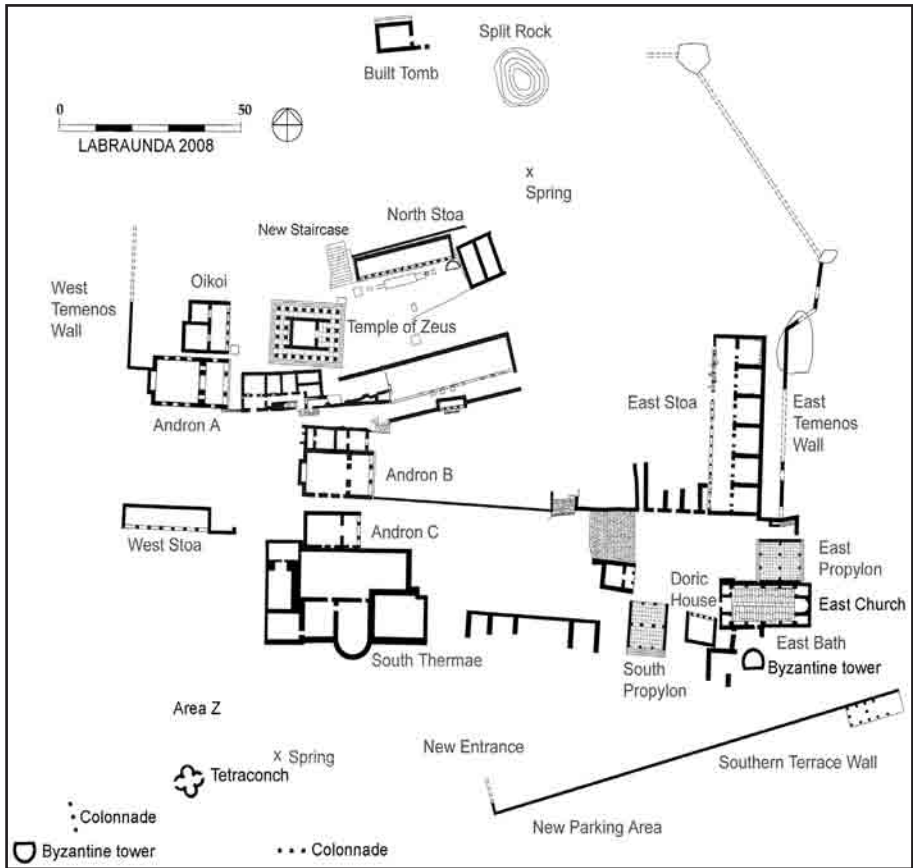 Split Rock
Built Tomb
0 50
LABRAUNDA 2008
x
Spring
North Stoa
New Staircase
Oikoi
West
Temenos
Wall
Temple of Zeus
East Stoa
East
Temenos
Wall
Andron A
Andron B
Andron C
West Stoa
East
Propylon
Doric
House
East Church
South Thermae
East Bath
South
Propylon
Byzantine tower
Area Z
New Entrance
x Spring
Southern Terrace Wall
Tetraconch
Colonnade
New Parking Area
Byzantine tower
Colonnade